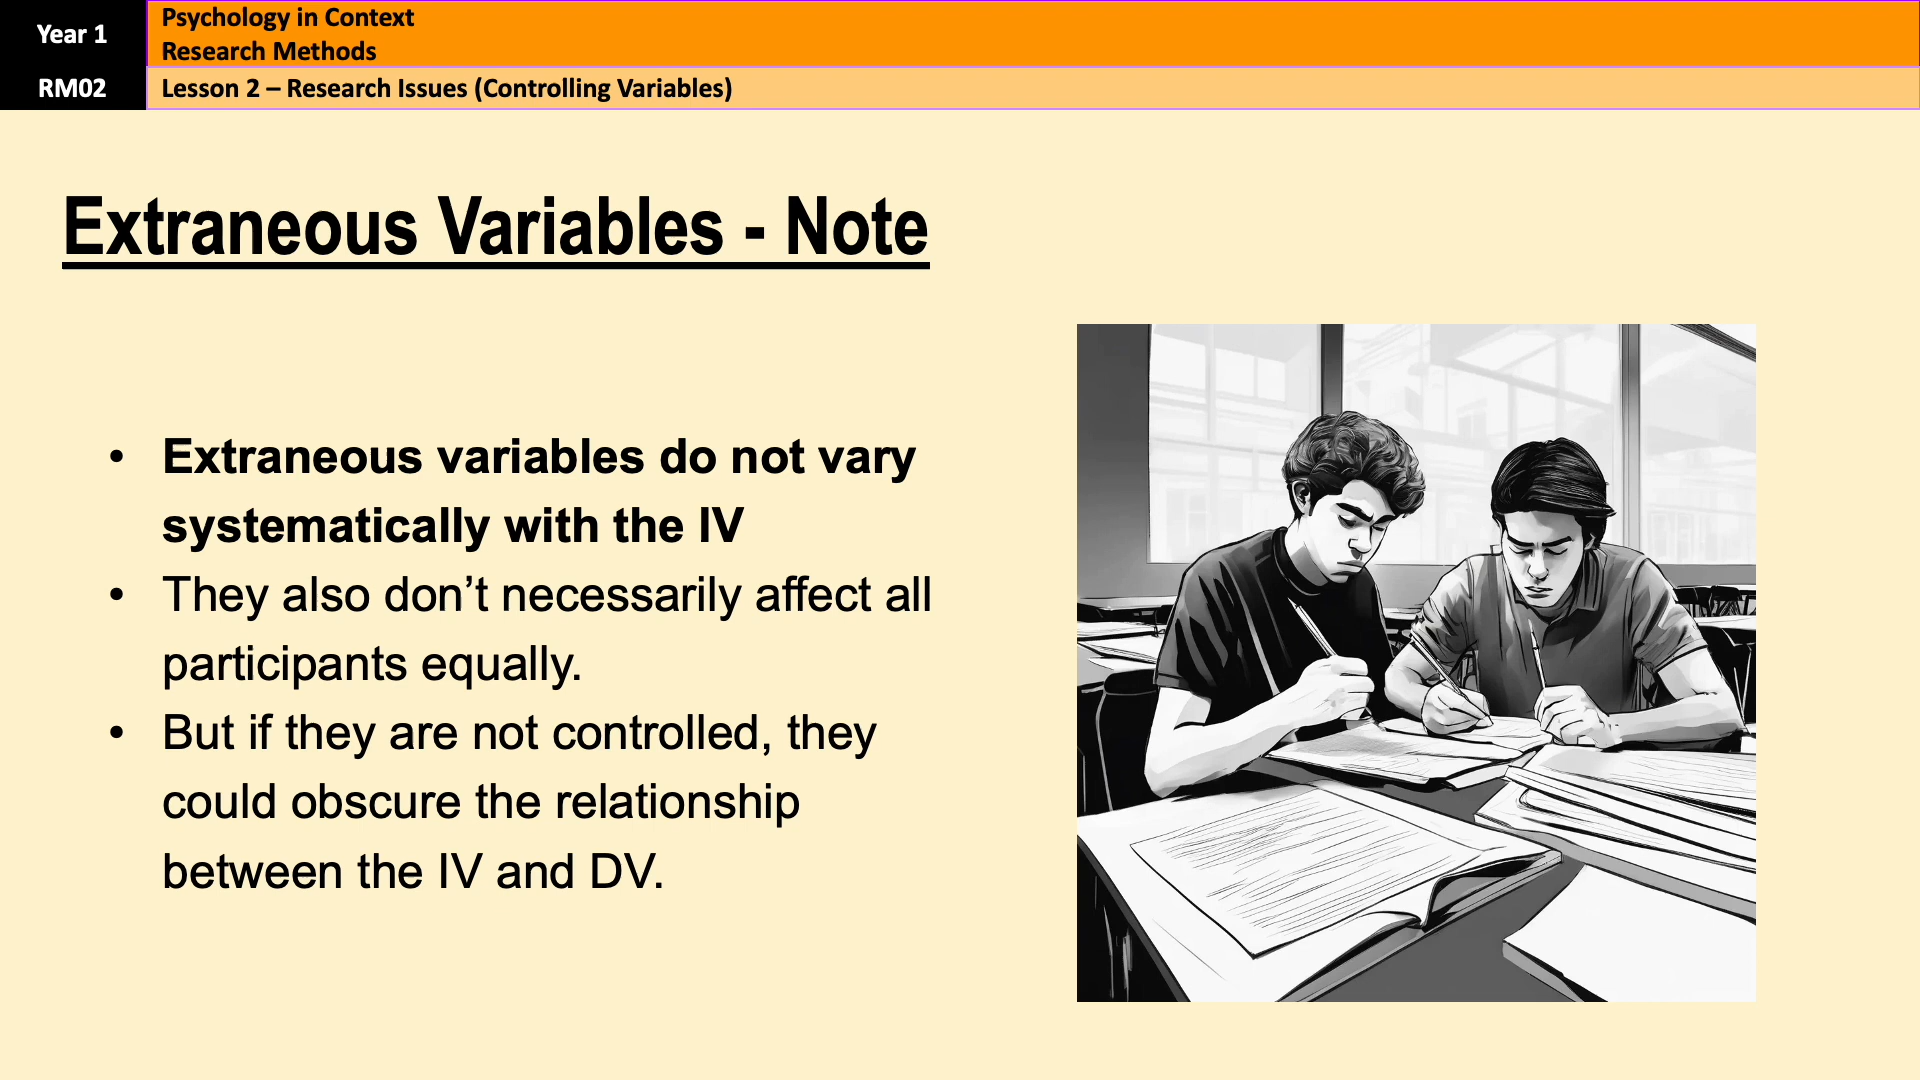 Year 1
Psychology in Context
Research Methods
RM02
Lesson 2 – Research Issues (Controlling Variables)
Extraneous Variables - Note
• Extraneous variables do not vary
systematically with the IV
• They also don’t necessarily affect all
participants equally.
• But if they are not controlled, they
could obscure the relationship
between the IV and DV.